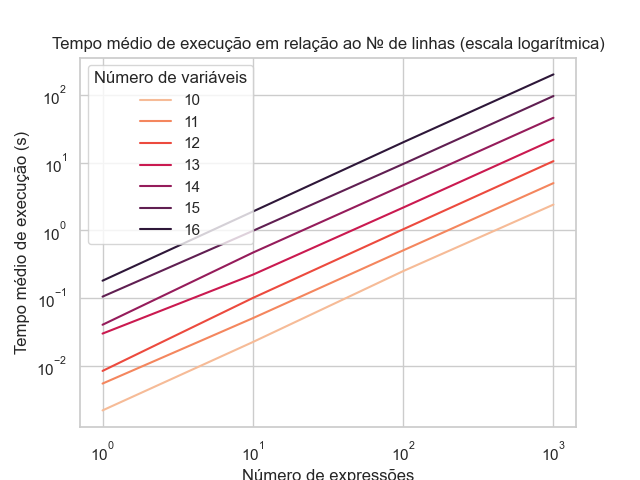 Tempo médio de execução em relação ao № de linhas (escala logarítmica)
Número de variáveis
10
11
12
13
14
15
16
Tempo médio de execução (s)
10²
10¹
10⁰
10⁻¹
10⁻²
10⁰ 10¹ 10² 10³
Número de expressões